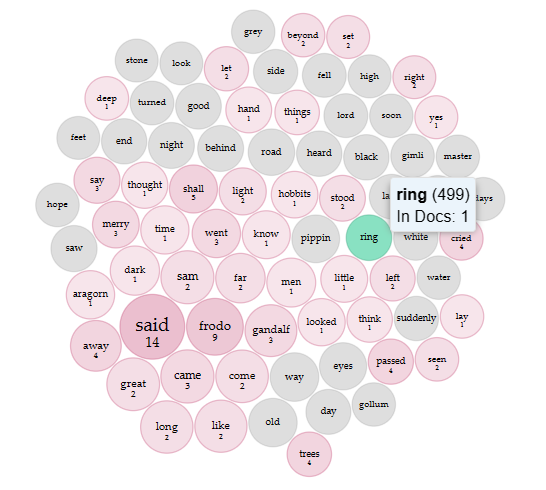 grey
beyond
2
set
2
stone
look
let
2
side
fell
high
right
2
deep
1
turned
good
hand
1
things
1
lord
soon
yes
1
feet
end
night
behind
road
heard
black
gimli
master
say
3
thought
1
shall
5
light
2
hobbits
1
stood
2
la
days
ring (499)
In Docs: 1
hope
merry
3
time
1
went
3
know
1
pippin
ring
white
cried
4
saw
dark
1
sam
2
far
2
men
1
little
1
left
2
water
aragorn
1
said
14
frodo
9
gandalf
3
looked
1
think
1
suddenly
lay
1
away
4
great
2
came
3
come
2
way
eyes
passed
4
seen
2
long
2
like
2
old
day
gollum
trees
4